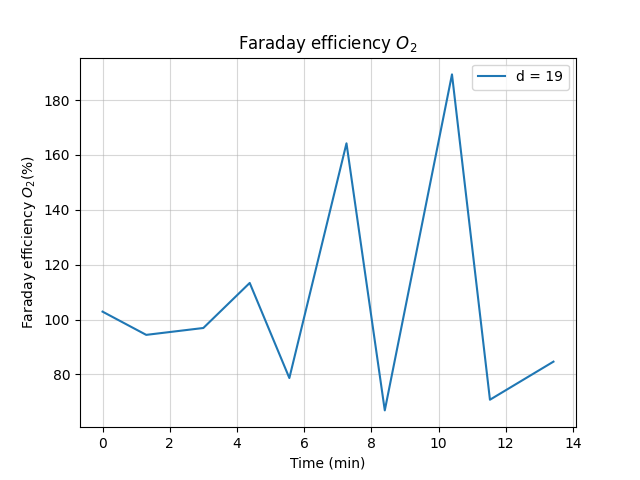 Faraday efficiency O₂
d = 19
Faraday efficiency O₂(%)
180
160
140
120
100
80
0 2 4 6 8 10 12 14
Time (min)